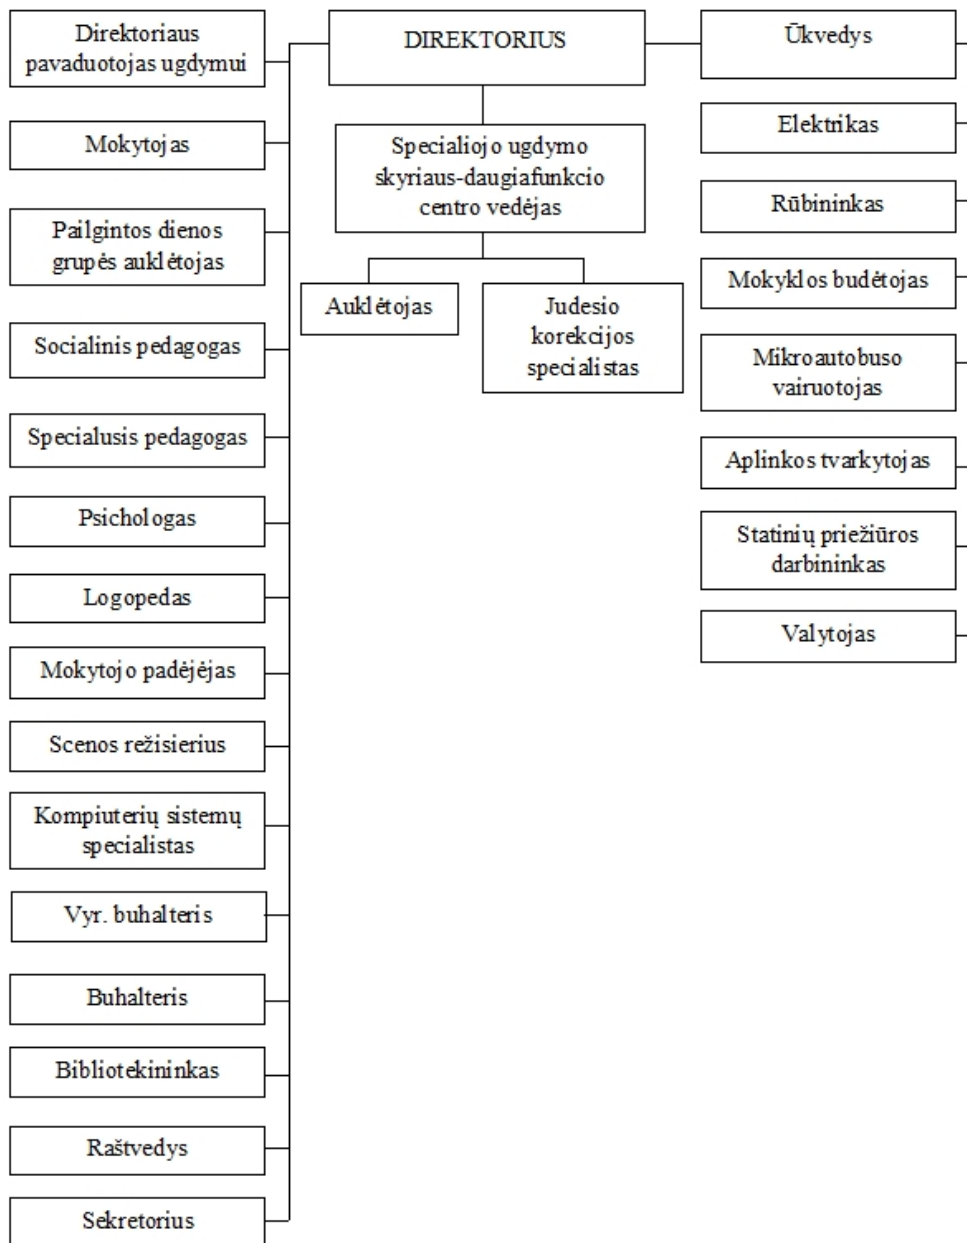 Direktoriaus
pavaduotojas ugdymui
Mokytojas
Pailgintos dienos
grupės auklėtojas
Socialinis pedagogas
Specialusis pedagogas
Psichologas
Logopedas
Mokytojo padėjėjas
Scenos režisierius
Kompiuterių sistemų
specialistas
Vyr. buhalteris
Buhalteris
Bibliotekininkas
Raštvedys
Sekretorius
DIREKTORIUS
Specialiojo ugdymo
skyriaus-daugiafunkcio
centro vedėjas
Auklėtojas
Judesio
korekcijos
specialistas
Ūkvedys
Elektrikas
Rūbininkas
Mokyklos budėtojas
Mikroautobuso
vairuotojas
Aplinkos tvarkytojas
Statinių priežiūros
darbininkas
Valytojas